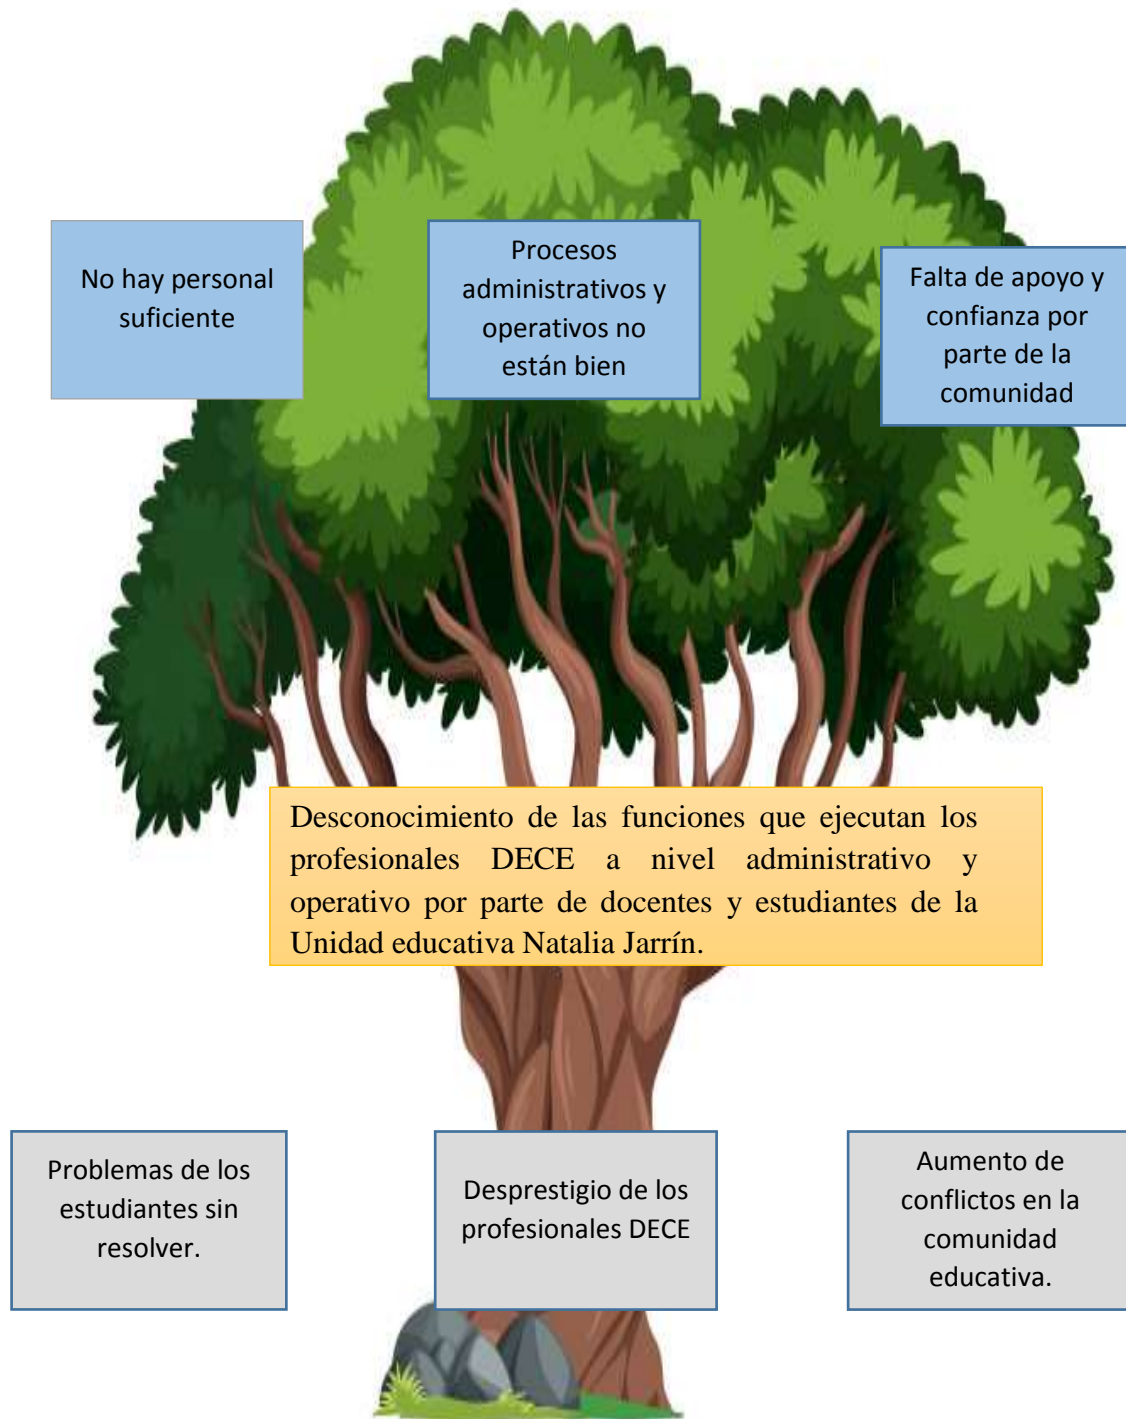 No hay personal
suficiente
Procesos
administrativos y
operativos no
están bien
Falta de apoyo y
confianza por
parte de la
comunidad
Desconocimiento de las funciones que ejecutan los
profesionales DECE a nivel administrativo y
operativo por parte de docentes y estudiantes de la
Unidad educativa Natalia Jarrín.
Problemas de los
estudiantes sin
resolver.
Desprestigio de los
profesionales DECE
Aumento de
conflictos en la
comunidad
educativa.